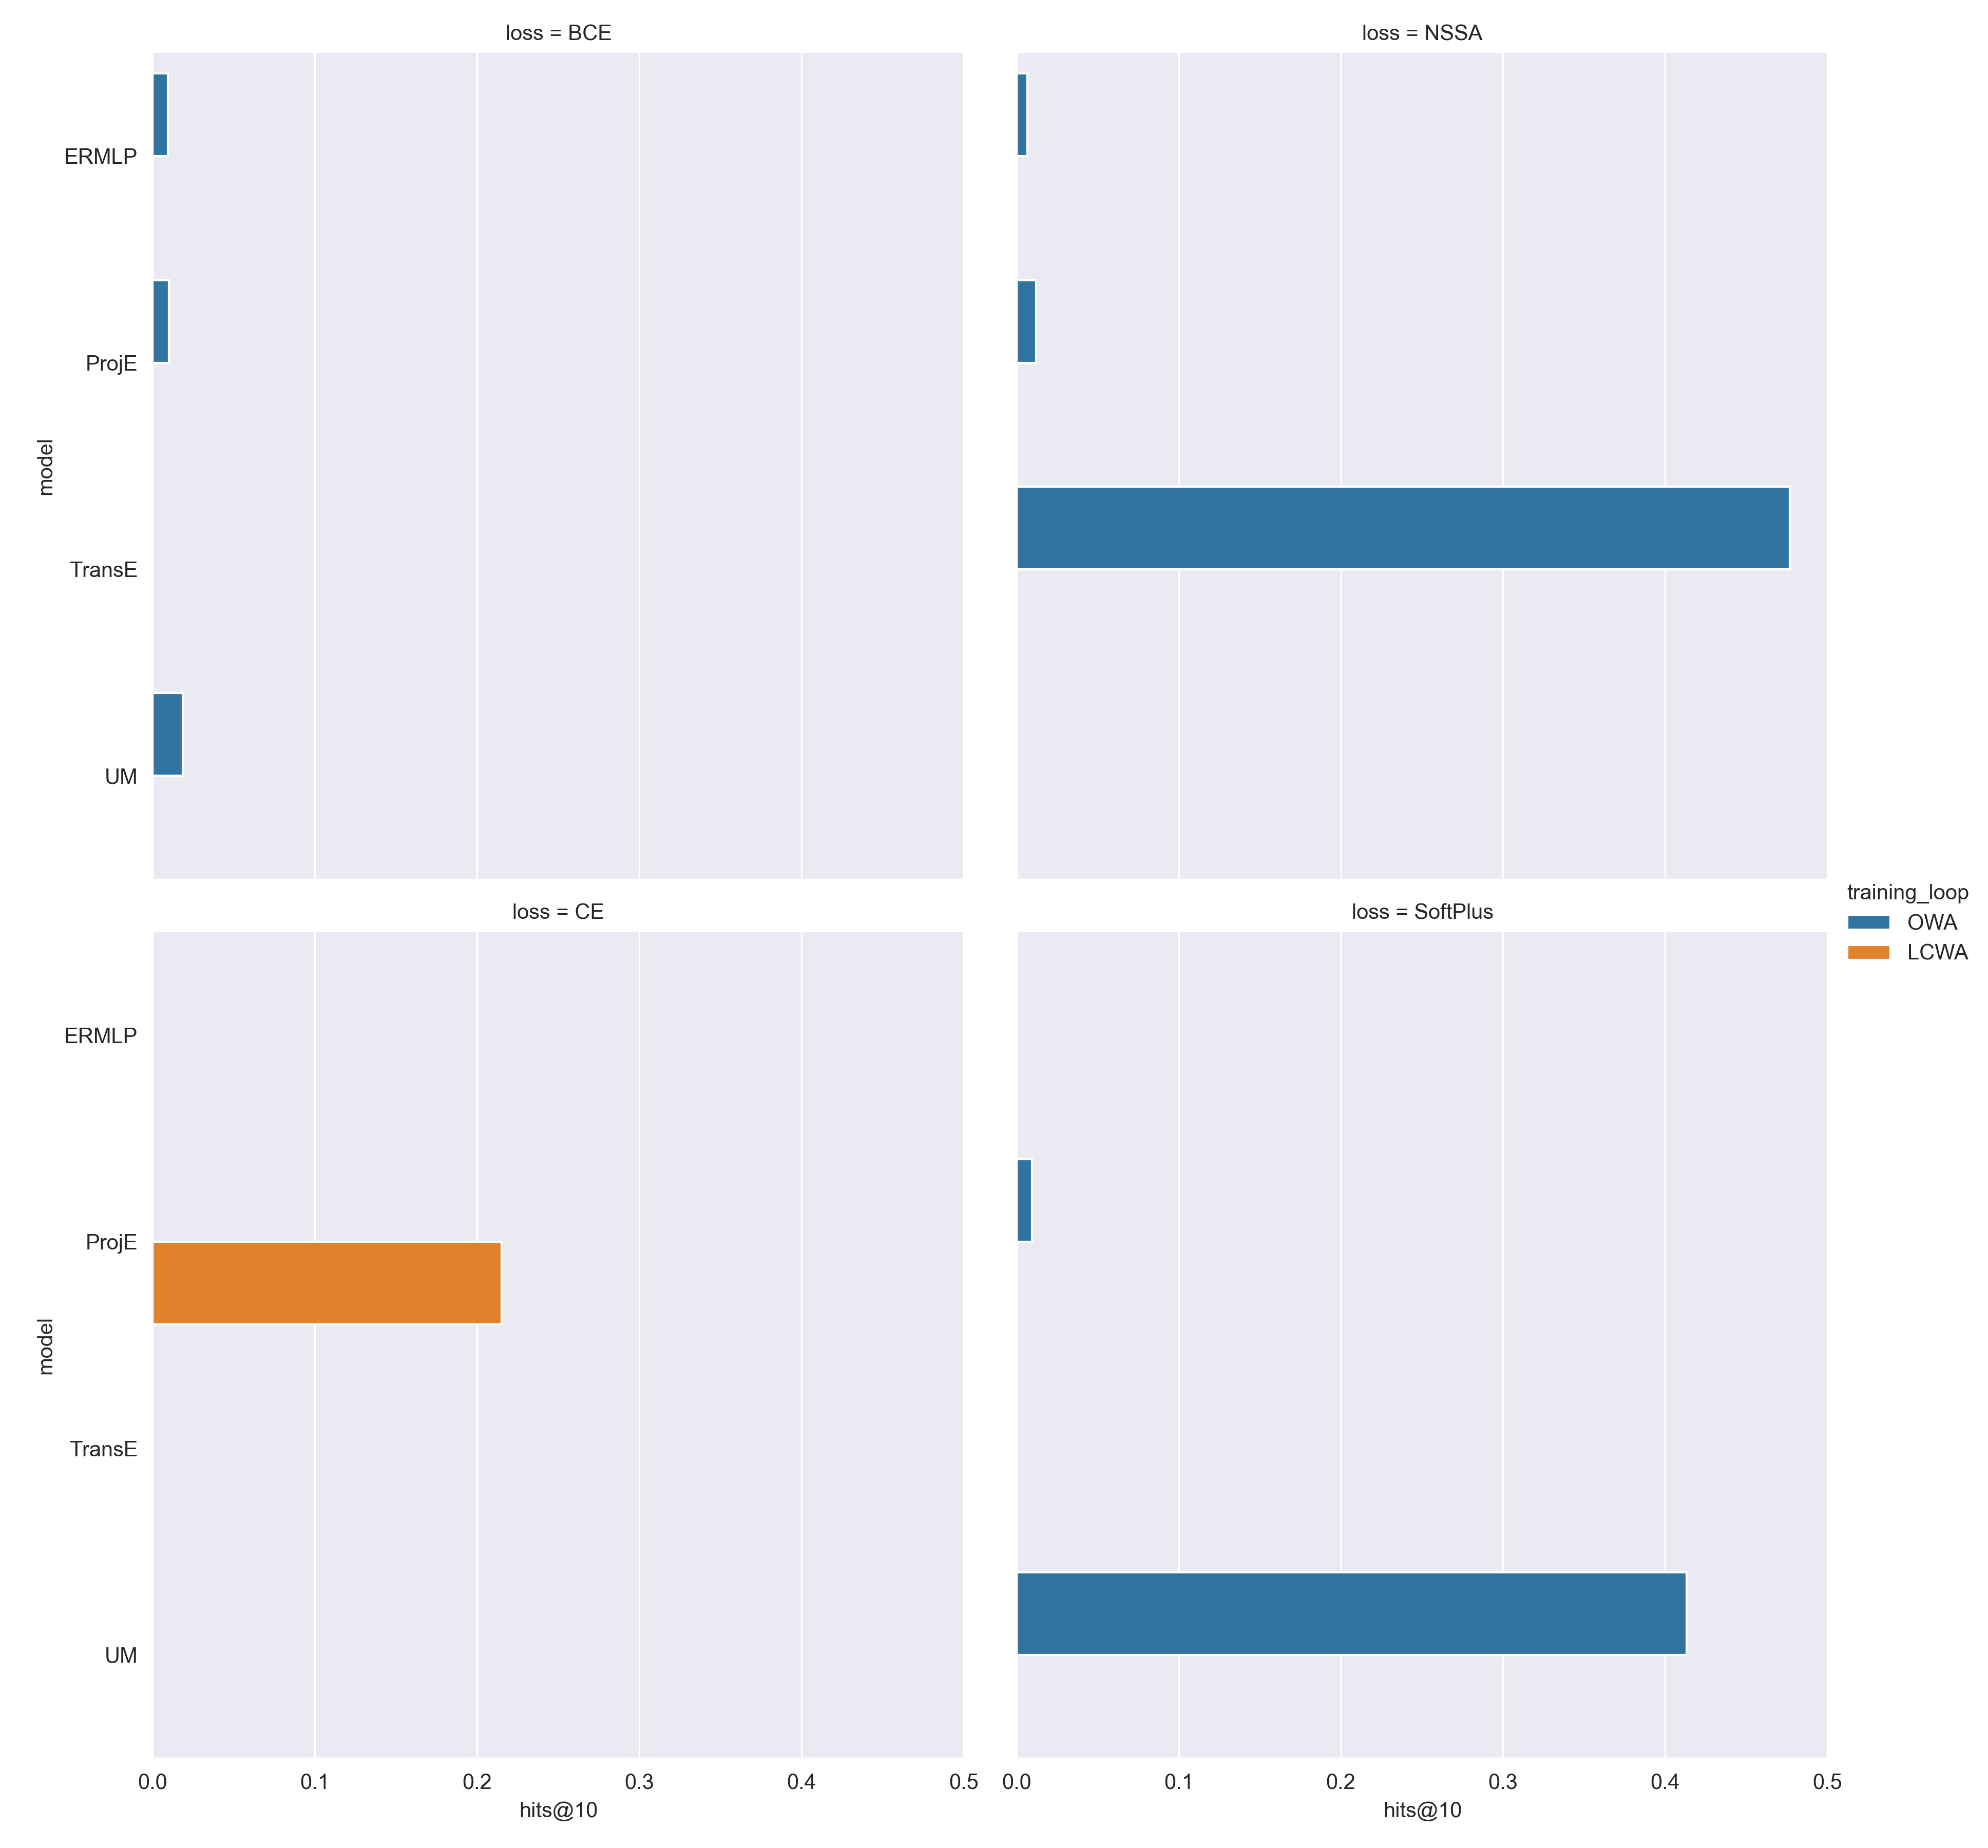 loss = BCE
loss = NSSA
ERMLP
ProjE
TransE
UM
model
loss = CE
loss = SoftPlus
training_loop
OWA
LCWA
ERMLP
ProjE
TransE
UM
model
0.0 0.1 0.2 0.3 0.4 0.5
0.0 0.1 0.2 0.3 0.4 0.5
hits@10
hits@10